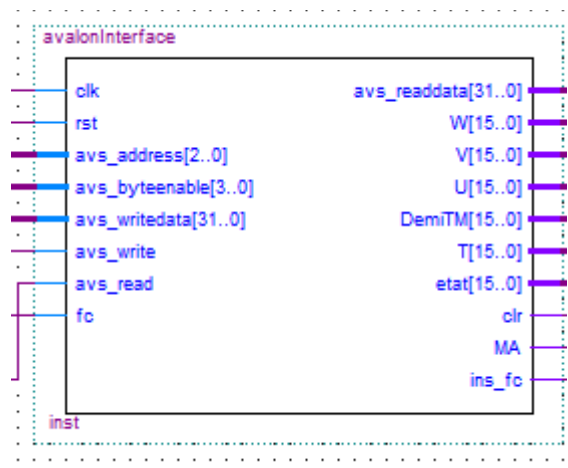 avalonInterface
clk avs_readdata[31..0]
rst W[15..0]
avs_address[2..0] V[15..0]
avs_byteenable[3..0] U[15..0]
avs_writedata[31..0] DemiTM[15..0]
avs_write T[15..0]
avs_read etat[15..0]
fc clr
MA
ins_fc
inst